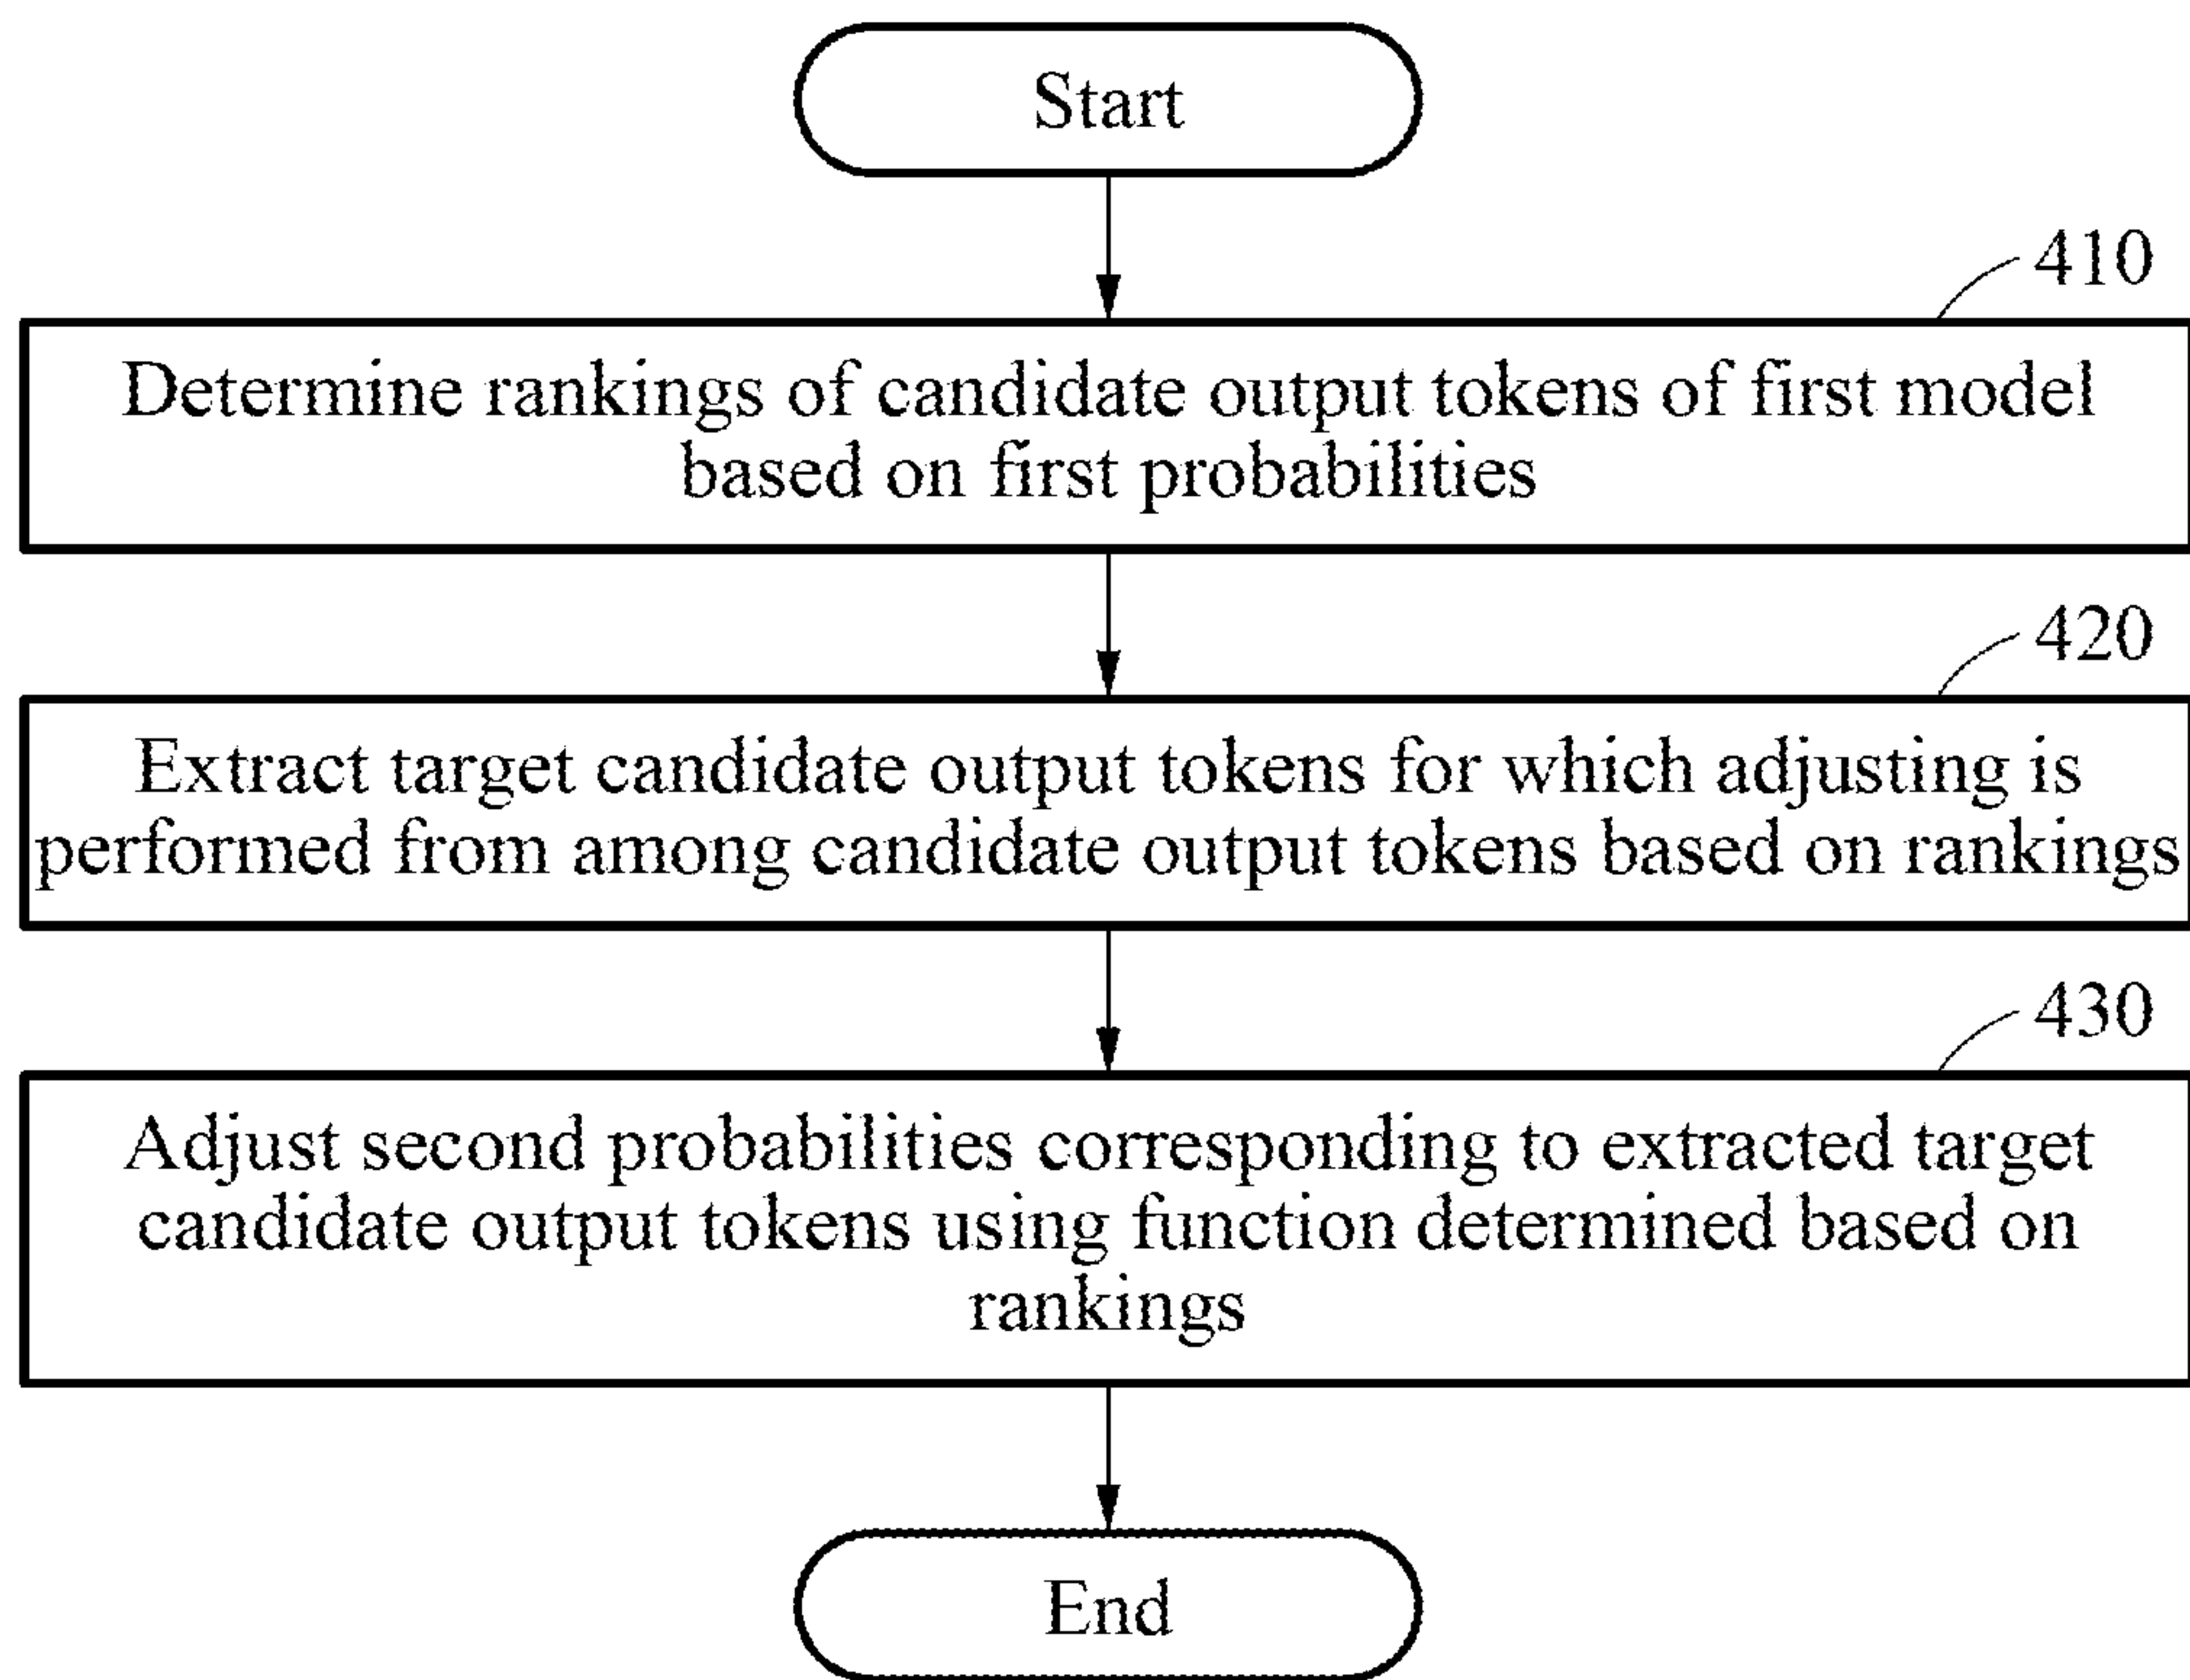 Start
410
Determine rankings of candidate output tokens of first model
based on first probabilities
420
Extract target candidate output tokens for which adjusting is
performed from among candidate output tokens based on rankings
430
Adjust second probabilities corresponding to extracted target
candidate output tokens using function determined based on
rankings
End